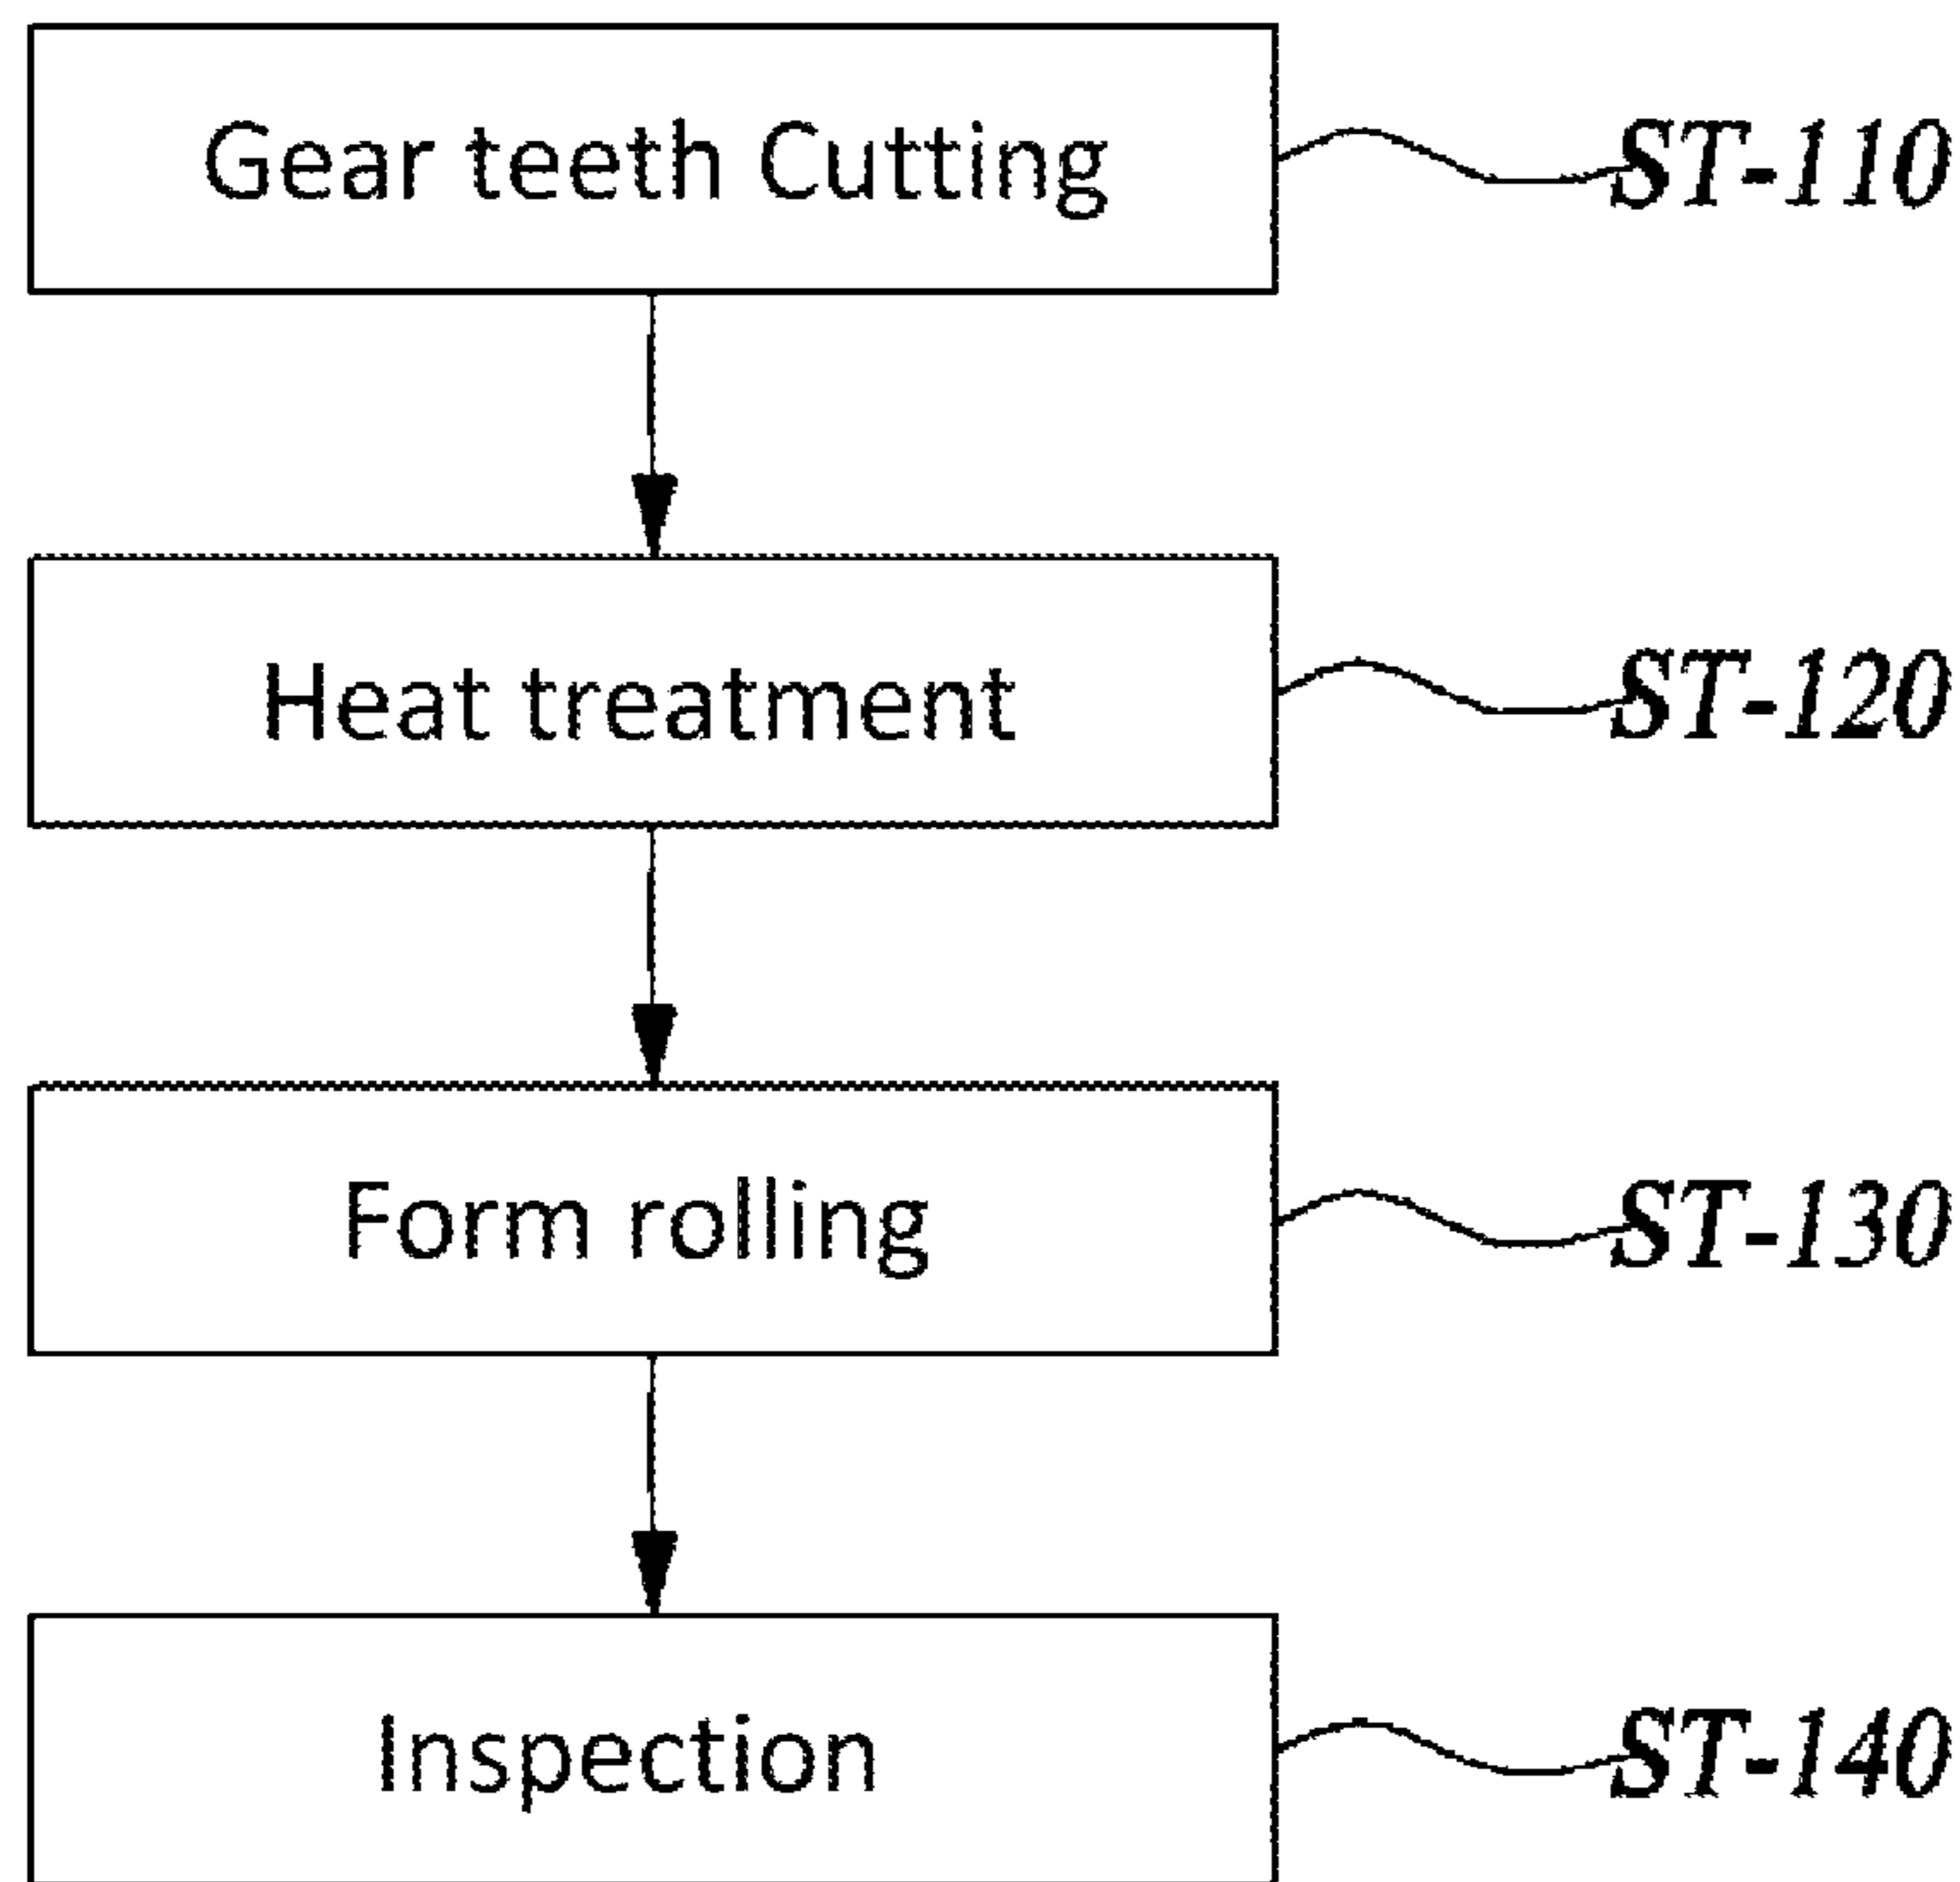 Gear teeth Cutting
ST-110
Heat treatment
ST-120
Form rolling
ST-130
Inspection
ST-140